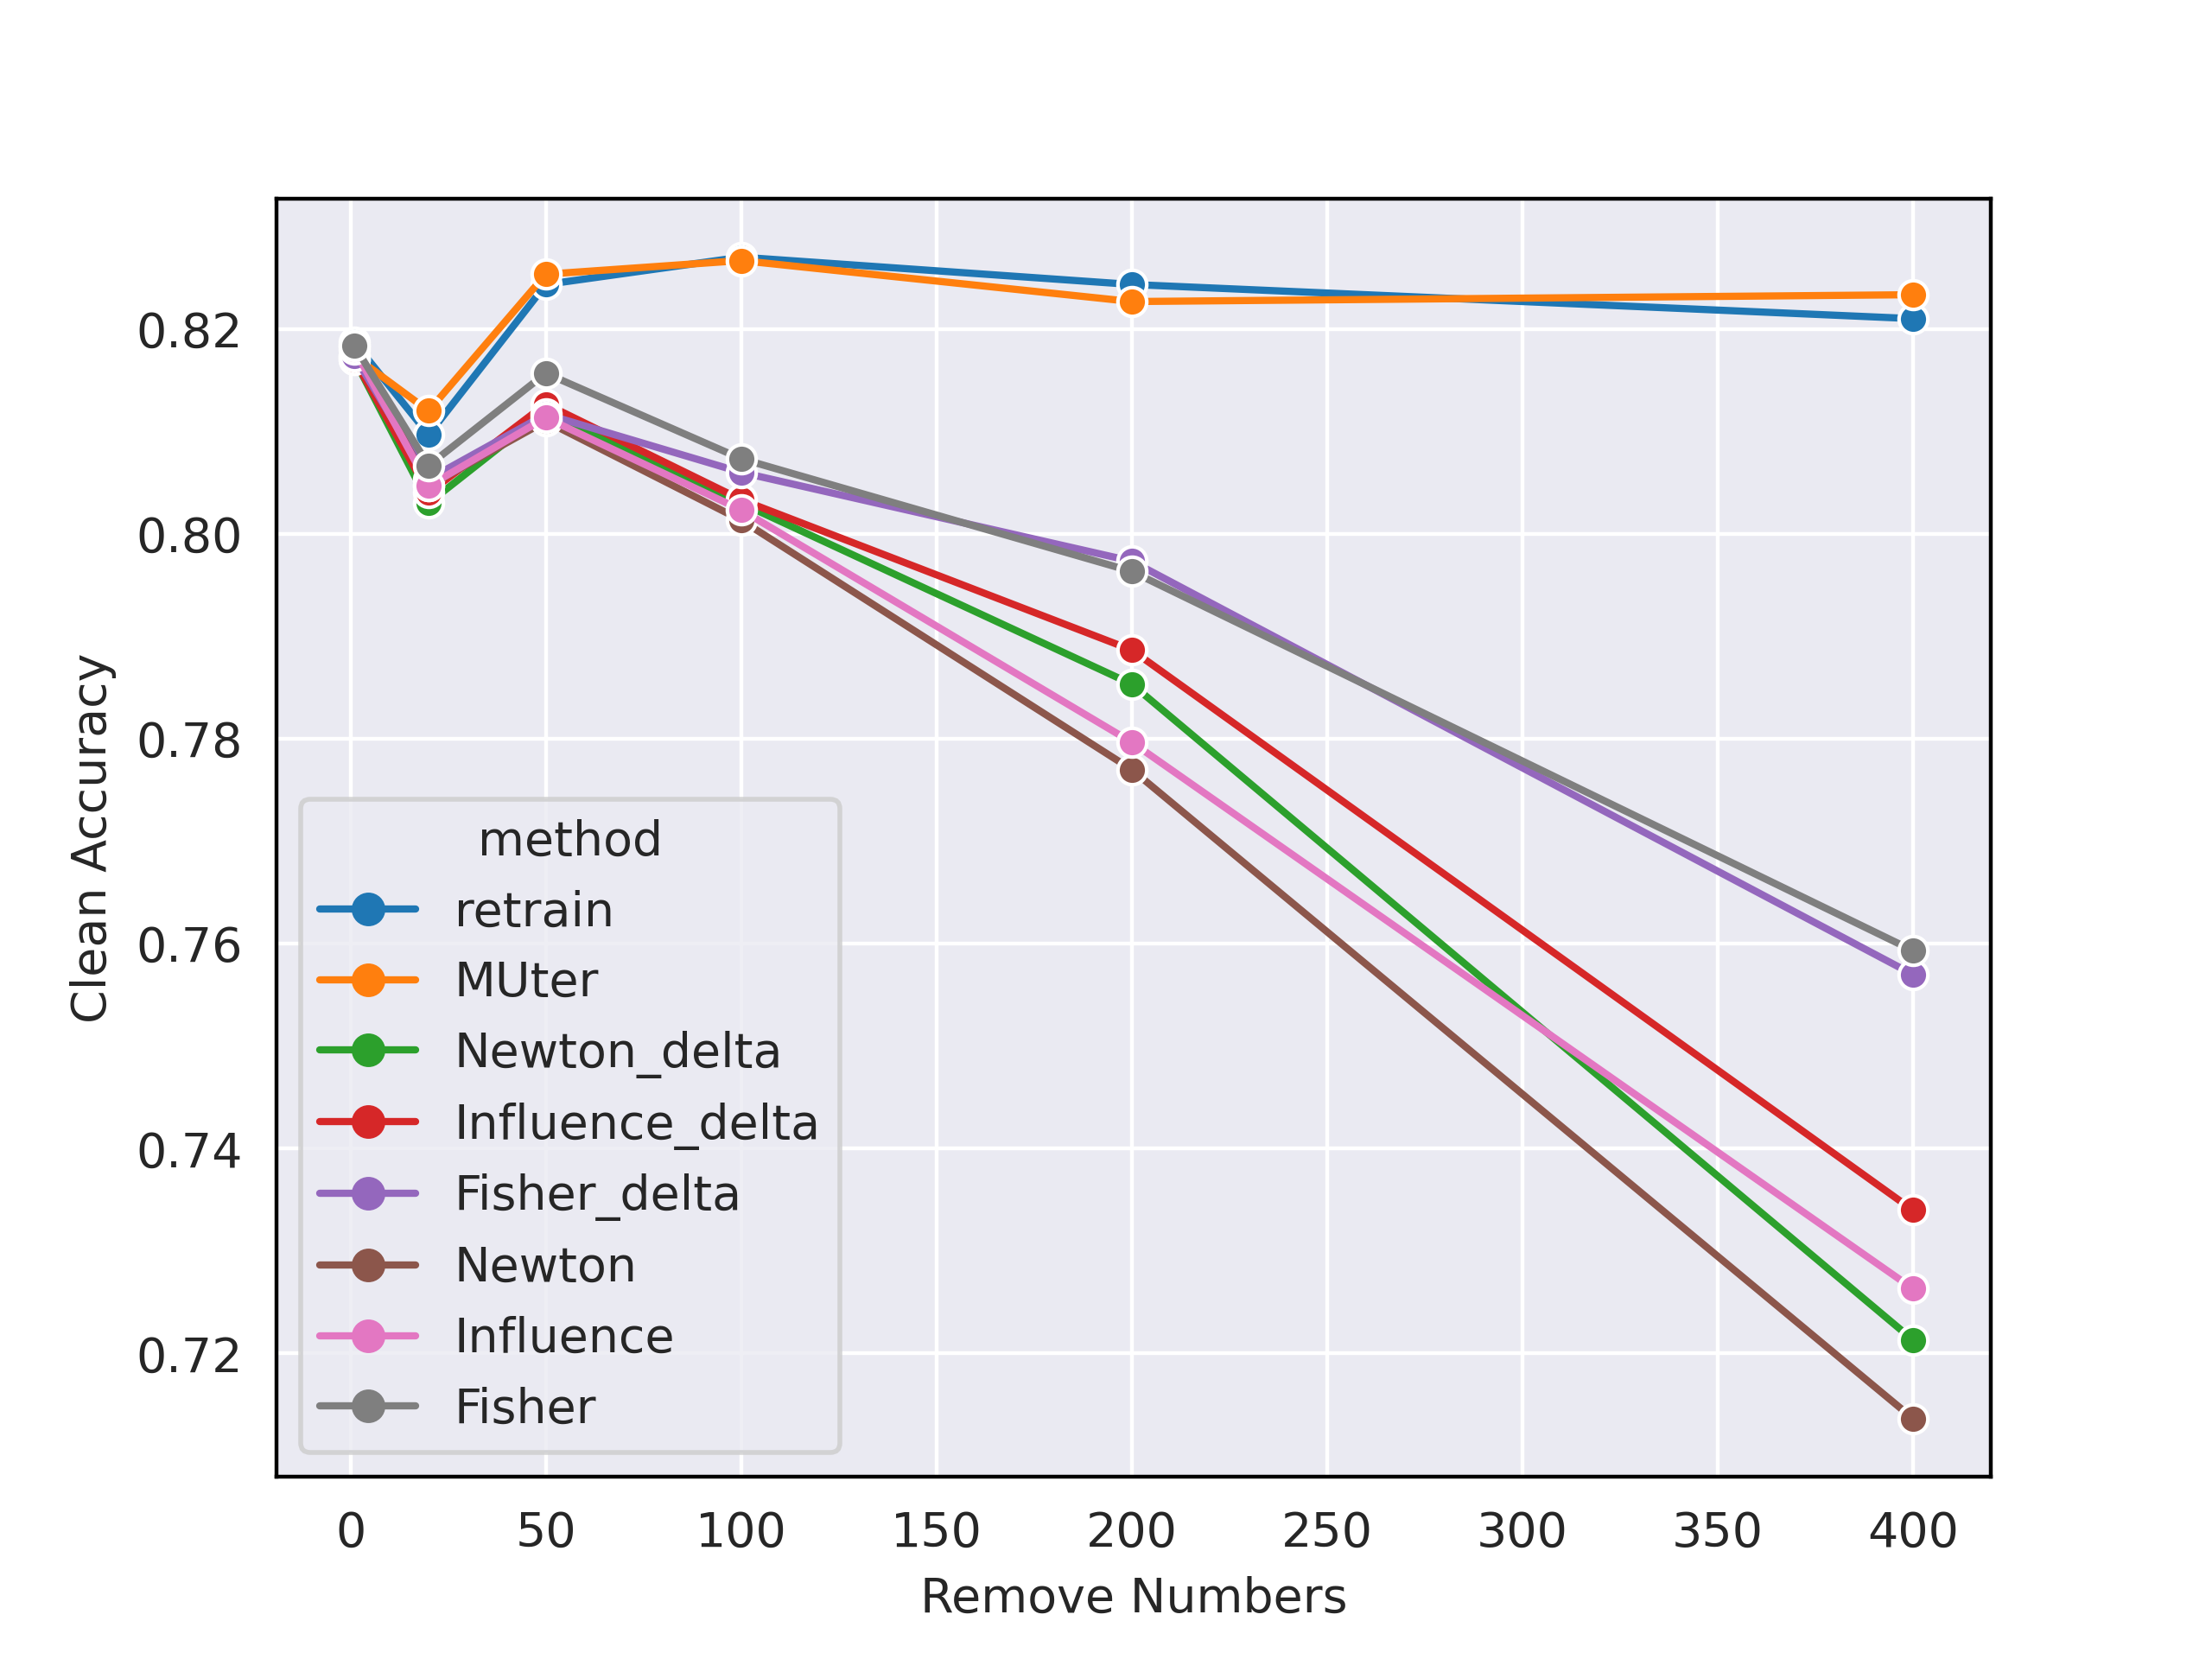 0.82
0.80
0.78
0.76
0.74
0.72
Clean Accuracy
method
retrain
MUter
Newton_delta
Influence_delta
Fisher_delta
Newton
Influence
Fisher
0 50 100 150 200 250 300 350 400
Remove Numbers